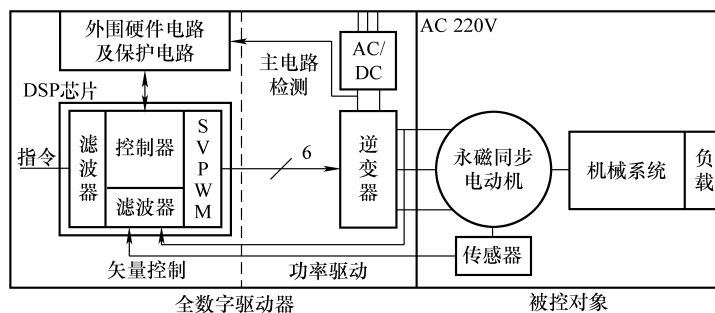 外围硬件电路
及保护电路
主电路
检测
AC/
DC
AC 220V
DSP芯片
指令
滤
波
器
控制器
滤波器
S
V
P
W
M
6
逆
变
器
永磁同步
电动机
机械系统
负
载
传感器
矢量控制
功率驱动
全数字驱动器
被控对象